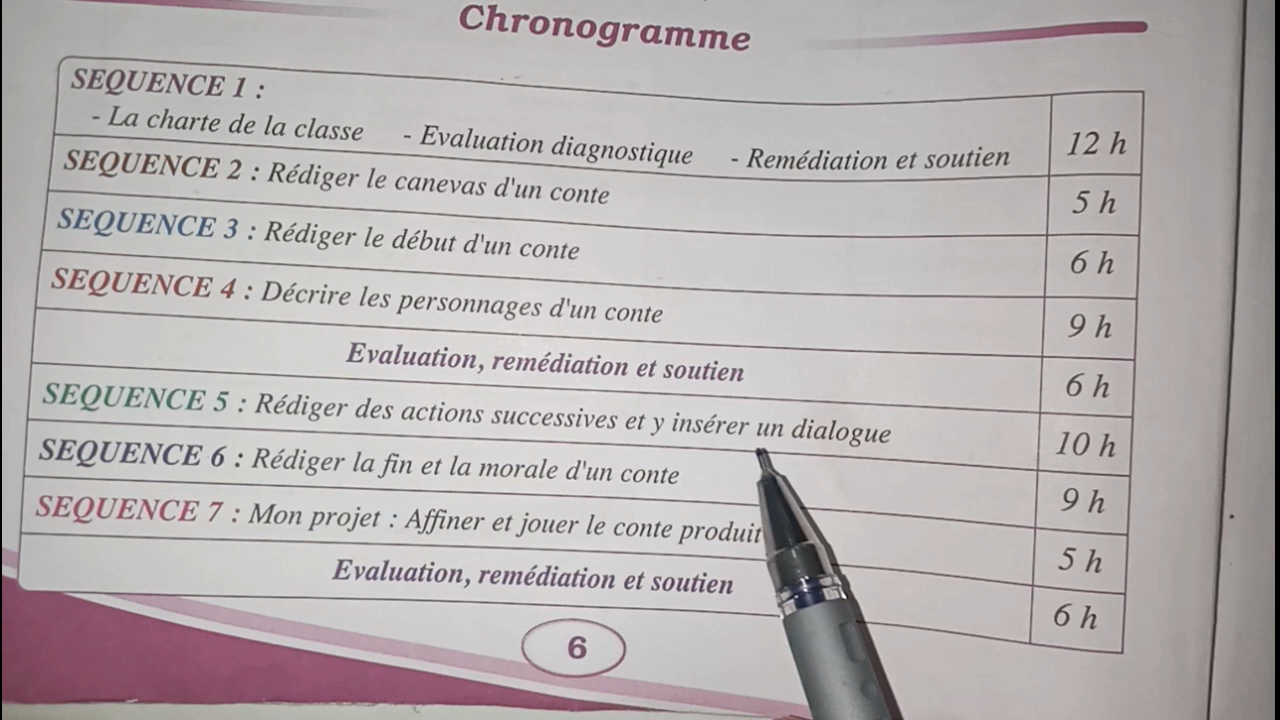 Chronogramme
SEQUENCE 1 :
- La charte de la classe - Evaluation diagnostique - Remédiation et soutien 12 h
SEQUENCE 2 : Rédiger le canevas d'un conte 5 h
SEQUENCE 3 : Rédiger le début d'un conte 6 h
SEQUENCE 4 : Décrire les personnages d'un conte 9 h
Evaluation, remédiation et soutien 6 h
SEQUENCE 5 : Rédiger des actions successives et y insérer un dialogue 10 h
SEQUENCE 6 : Rédiger la fin et la morale d'un conte 9 h
SEQUENCE 7 : Mon projet : Affiner et jouer le conte produit 5 h
Evaluation, remédiation et soutien 6 h
6